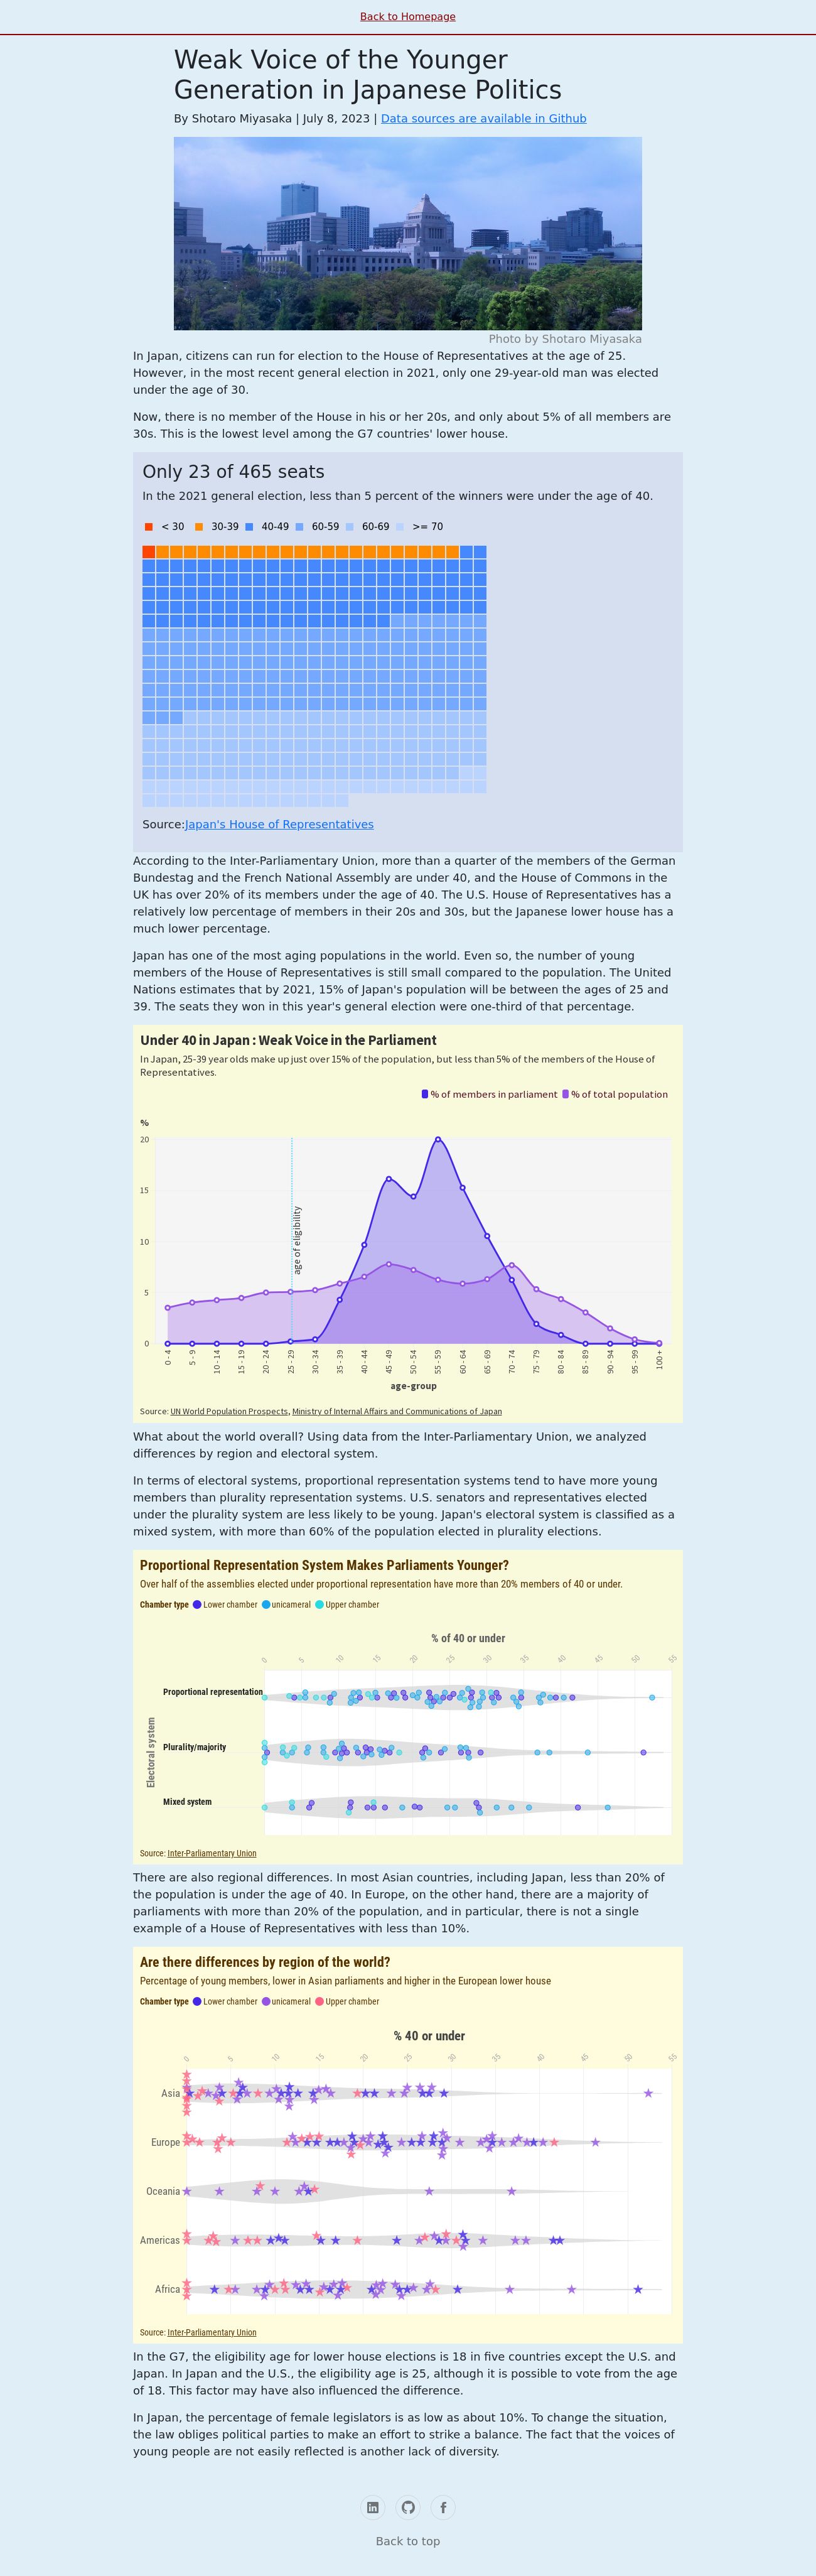 Back to Homepage
Weak Voice of the Younger
Generation in Japanese Politics
By Shotaro Miyasaka | July 8, 2023 | Data sources are available in Github
Photo by Shotaro Miyasaka
In Japan, citizens can run for election to the House of Representatives at the age of 25.
However, in the most recent general election in 2021, only one 29-year-old man was elected
under the age of 30.
Now, there is no member of the House in his or her 20s, and only about 5% of all members are
30s. This is the lowest level among the G7 countries' lower house.
Only 23 of 465 seats
In the 2021 general election, less than 5 percent of the winners were under the age of 40.
< 30 30-39 40-49 60-59 60-69 >= 70
Source:Japan's House of Representatives
According to the Inter-Parliamentary Union, more than a quarter of the members of the German
Bundestag and the French National Assembly are under 40, and the House of Commons in the
UK has over 20% of its members under the age of 40. The U.S. House of Representatives has a
relatively low percentage of members in their 20s and 30s, but the Japanese lower house has a
much lower percentage.
Japan has one of the most aging populations in the world. Even so, the number of young
members of the House of Representatives is still small compared to the population. The United
Nations estimates that by 2021, 15% of Japan's population will be between the ages of 25 and
39. The seats they won in this year's general election were one-third of that percentage.
Under 40 in Japan : Weak Voice in the Parliament
In Japan, 25-39 year olds make up just over 15% of the population, but less than 5% of the members of the House of
Representatives.
% of members in parliament % of total population
%
20
15
10
5
0
age of eligibility
0 - 4 5 - 9 10 - 14 15 - 19 20 - 24 25 - 29 30 - 34 35 - 39 40 - 44 45 - 49 50 - 54 55 - 59 60 - 64 65 - 69 70 - 74 75 - 79 80 - 84 85 - 89 90 - 94 95 - 99 100 +
age-group
Source: UN World Population Prospects, Ministry of Internal Affairs and Communications of Japan
What about the world overall? Using data from the Inter-Parliamentary Union, we analyzed
differences by region and electoral system.
In terms of electoral systems, proportional representation systems tend to have more young
members than plurality representation systems. U.S. senators and representatives elected
under the plurality system are less likely to be young. Japan's electoral system is classified as a
mixed system, with more than 60% of the population elected in plurality elections.
Proportional Representation System Makes Parliaments Younger?
Over half of the assemblies elected under proportional representation have more than 20% members of 40 or under.
Chamber type Lower chamber unicameral Upper chamber
% of 40 or under
0 5 10 15 20 25 30 35 40 45 50 55
Electoral system
Proportional representation
Plurality/majority
Mixed system
Source: Inter-Parliamentary Union
There are also regional differences. In most Asian countries, including Japan, less than 20% of
the population is under the age of 40. In Europe, on the other hand, there are a majority of
parliaments with more than 20% of the population, and in particular, there is not a single
example of a House of Representatives with less than 10%.
Are there differences by region of the world?
Percentage of young members, lower in Asian parliaments and higher in the European lower house
Chamber type Lower chamber unicameral Upper chamber
% 40 or under
0 5 10 15 20 25 30 35 40 45 50 55
Asia
Europe
Oceania
Americas
Africa
Source: Inter-Parliamentary Union
In the G7, the eligibility age for lower house elections is 18 in five countries except the U.S. and
Japan. In Japan and the U.S., the eligibility age is 25, although it is possible to vote from the age
of 18. This factor may have also influenced the difference.
In Japan, the percentage of female legislators is as low as about 10%. To change the situation,
the law obliges political parties to make an effort to strike a balance. The fact that the voices of
young people are not easily reflected is another lack of diversity.
Back to top